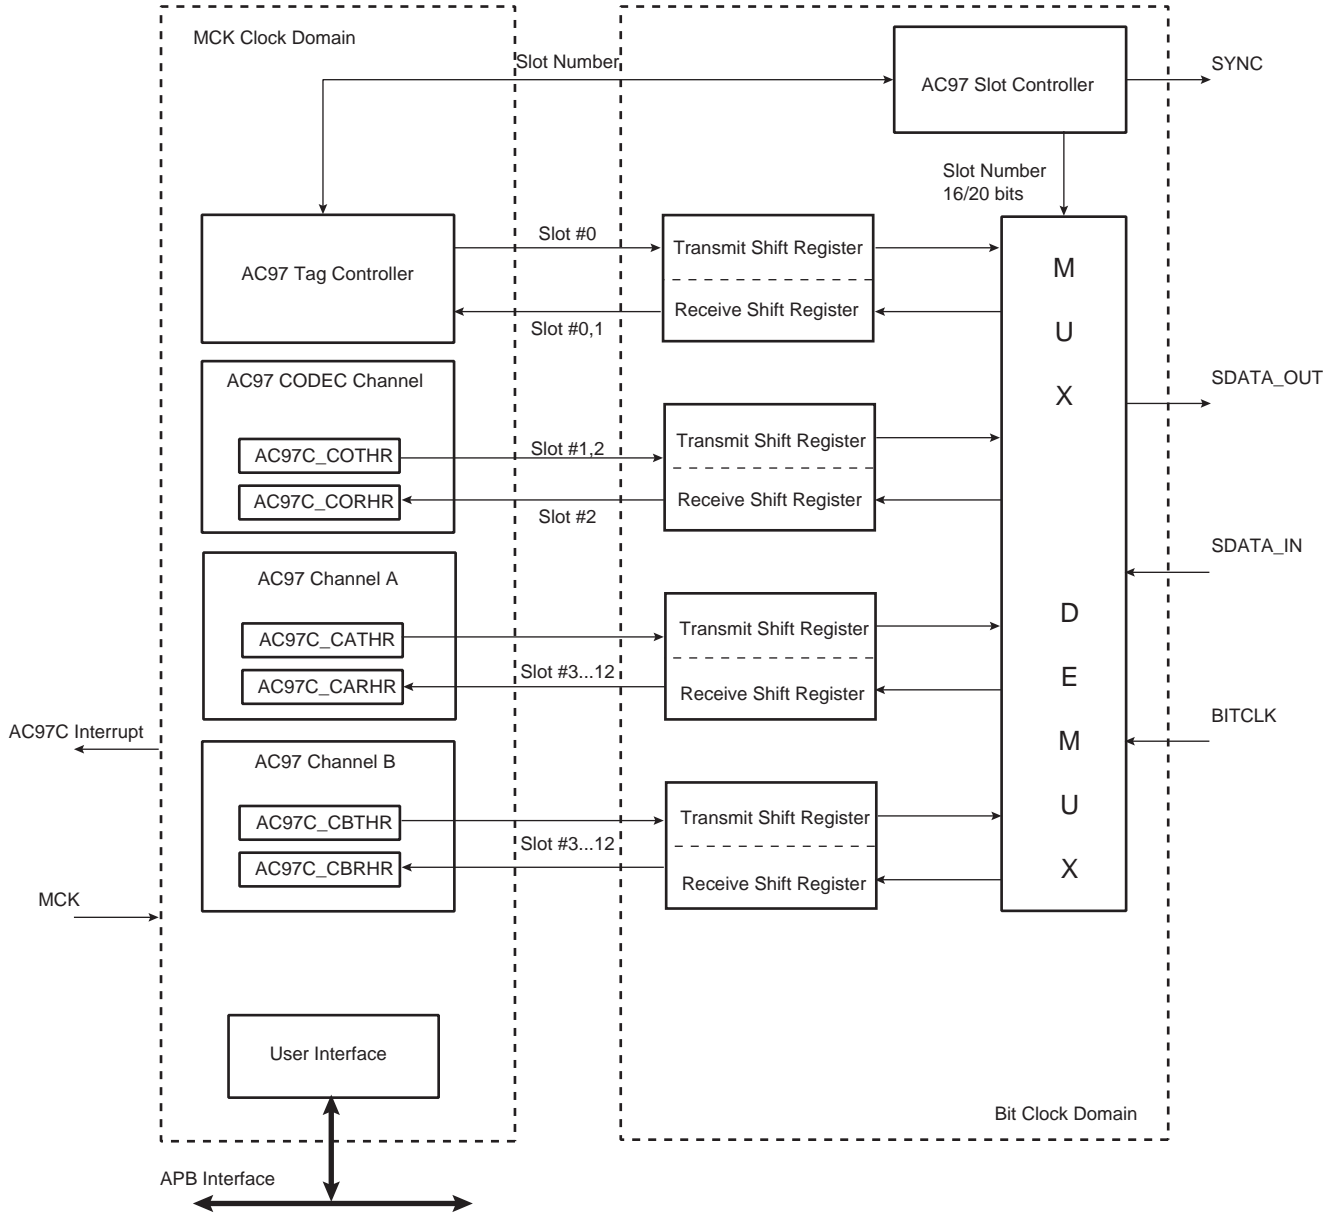 MCK Clock Domain
Slot Number
AC97 Slot Controller
SYNC
Slot Number
16/20 bits
AC97 Tag Controller
Slot #0
Slot #0,1
Transmit Shift Register
Receive Shift Register
M
U
X
D
E
M
U
X
AC97 CODEC Channel
AC97C_COTHR
AC97C_CORHR
Slot #1,2
Slot #2
Transmit Shift Register
Receive Shift Register
SDATA_OUT
SDATA_IN
AC97 Channel A
AC97C_CATHR
AC97C_CARHR
Slot #3...12
Transmit Shift Register
Receive Shift Register
BITCLK
AC97C Interrupt
AC97 Channel B
AC97C_CBTHR
AC97C_CBRHR
Slot #3...12
Transmit Shift Register
Receive Shift Register
MCK
User Interface
Bit Clock Domain
APB Interface